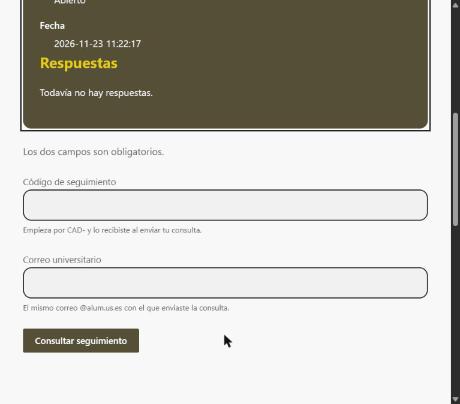 Abierto
Fecha
2026-11-23 11:22:17
Respuestas
Todavía no hay respuestas.
Los dos campos son obligatorios.
Código de seguimiento
Empieza por CAD- y lo recibiste al enviar tu consulta.
Correo universitario
El mismo correo @alum.us.es con el que enviaste la consulta.
Consultar seguimiento